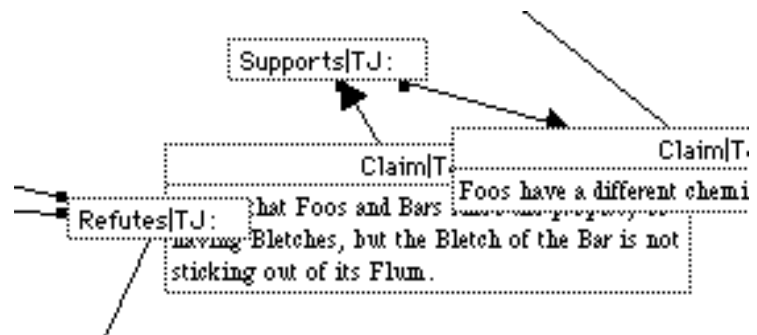 Supports|TJ:
Claim|T
Claim|T
Foos have a different chemi
Refutes|TJ:
hat Foos and Bars
having Bletches, but the Bletch of the Bar is not
sticking out of its Flum.